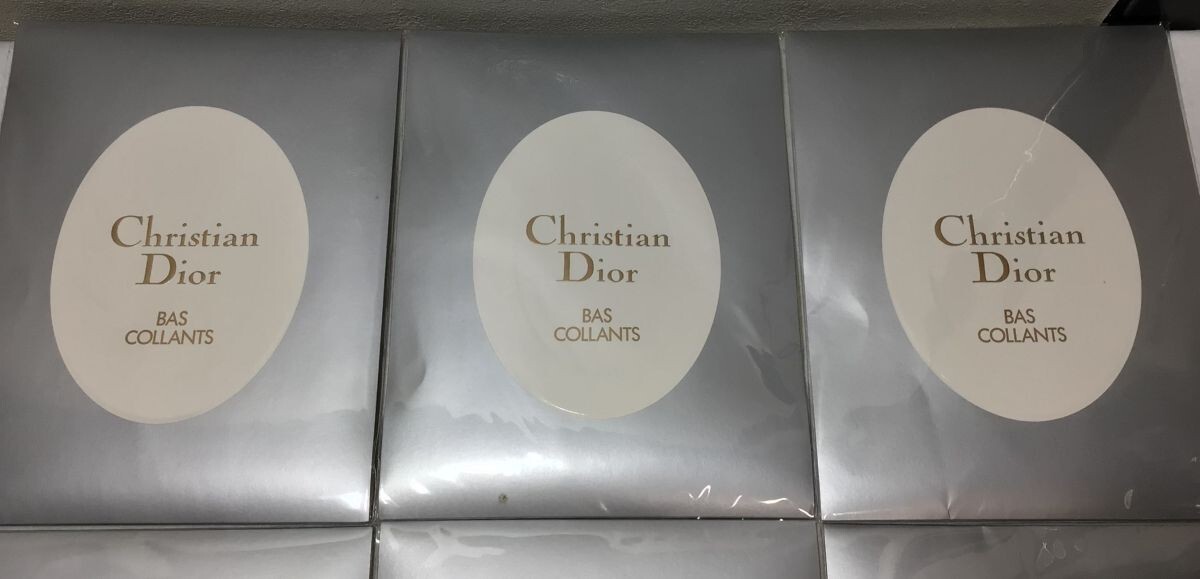 Christian
Dior
BAS
COLLANTS
Christian
Dior
BAS
COLLANTS
Christian
Dior
BAS
COLLANTS